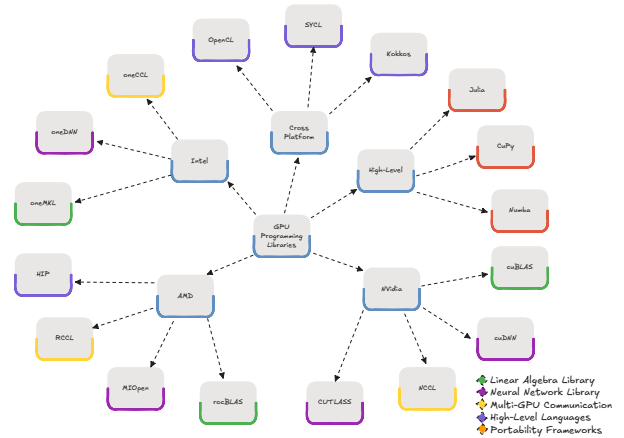 SYCL
OpenCL
Kokkos
oneCCL
Julia
oneDNN
Cross
Platform
CuPy
Intel
High-Level
oneMKL
Numba
GPU
Programming
Libraries
HIP
cuBLAS
AMD
NVidia
RCCL
cuDNN
MIOpen
rocBLAS
CUTLASS
NCCL
Linear Algebra Library
Neural Network Library
Multi-GPU Communication
High-Level Languages
Portability Frameworks